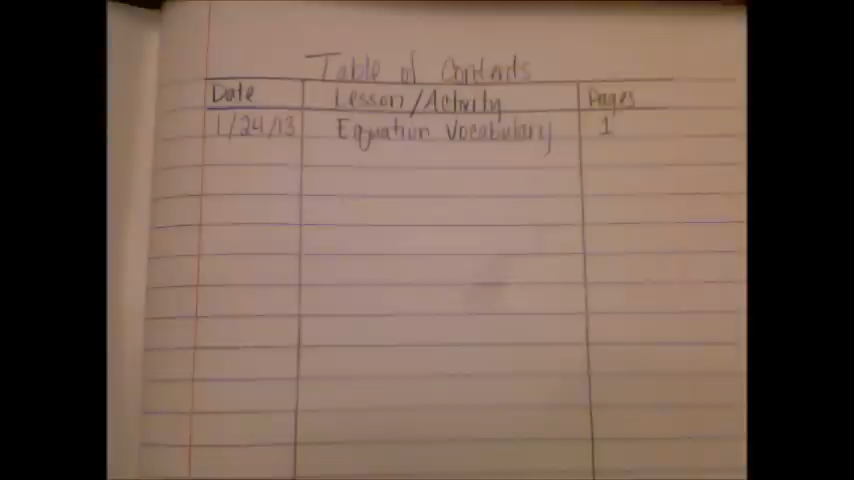 Table of Contents
Date Lesson/Activity Pages
1/24/13 Equation Vocabulary 1